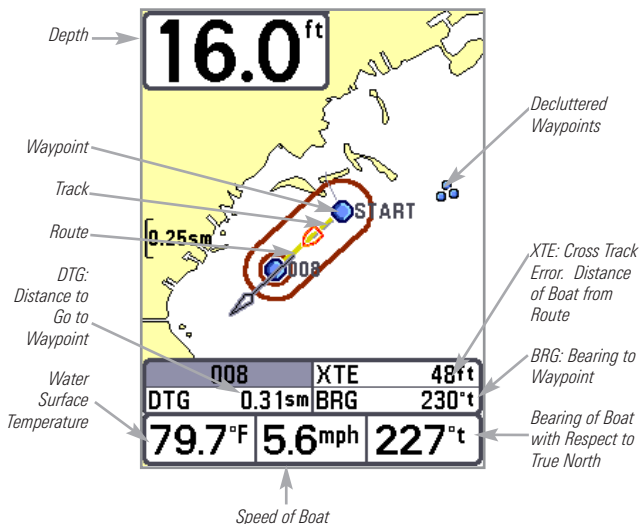 Depth
16.0 ft
Decluttered
Waypoints
Waypoint
Track
START
Route
0.25sm
008
DTG:
Distance to
Go to
Waypoint
XTE: Cross Track
Error. Distance
of Boat from
Route
008
XTE 48ft
DTG 0.31sm
BRG 230°t
BRG: Bearing to
Waypoint
Water
Surface
Temperature
79.7°F
5.6mph
227°t
Bearing of Boat
with Respect to
True North
Speed of Boat